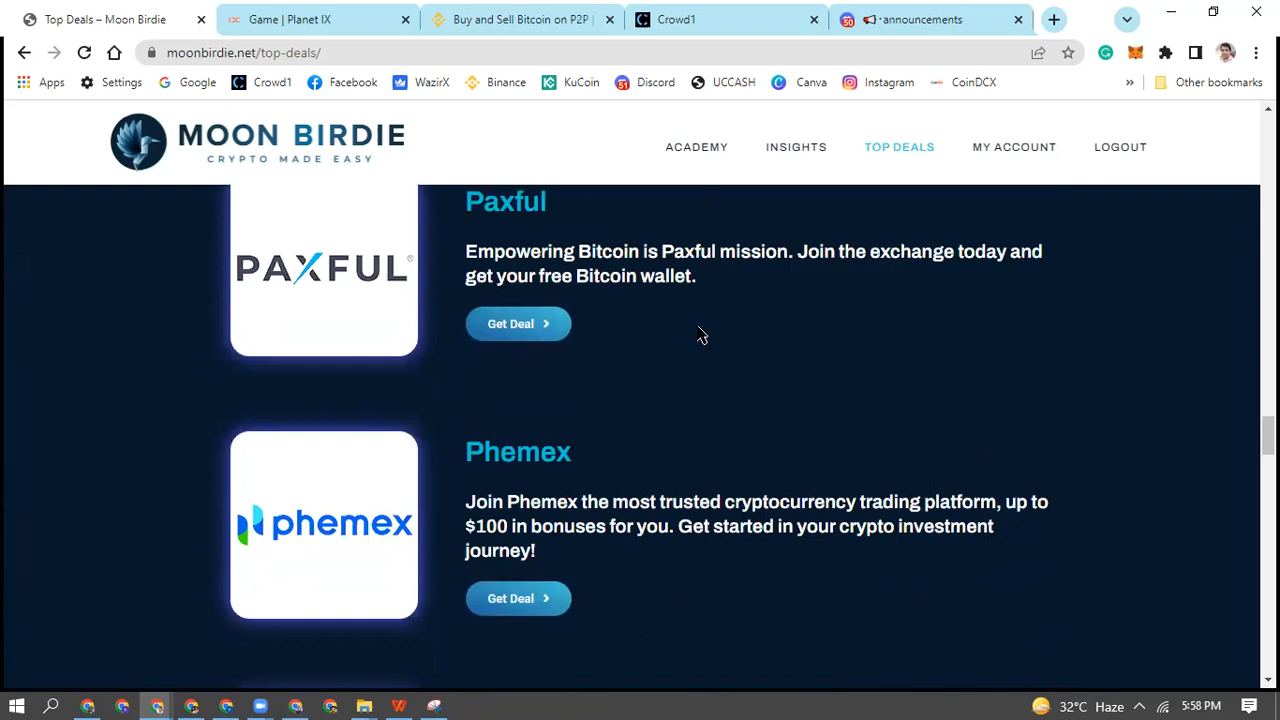 Top Deals – Moon Birdie
Game | Planet IX
Buy and Sell Bitcoin on P2P |
Crowd1
50
announcements
moonbirdie.net/top-deals/
Apps
Settings
Google
Crowd1
Facebook
WazirX
Binance
KuCoin
51
Discord
UCCASH
Canva
Instagram
CoinDCX
»
Other bookmarks
MOON BIRDIE
CRYPTO MADE EASY
ACADEMY
INSIGHTS
TOP DEALS
MY ACCOUNT
LOGOUT
PAXFUL®
Paxful
Empowering Bitcoin is Paxful mission. Join the exchange today and
get your free Bitcoin wallet.
Get Deal
phemex
Phemex
Join Phemex the most trusted cryptocurrency trading platform, up to
$100 in bonuses for you. Get started in your crypto investment
journey!
Get Deal
32°C Haze
5:58 PM